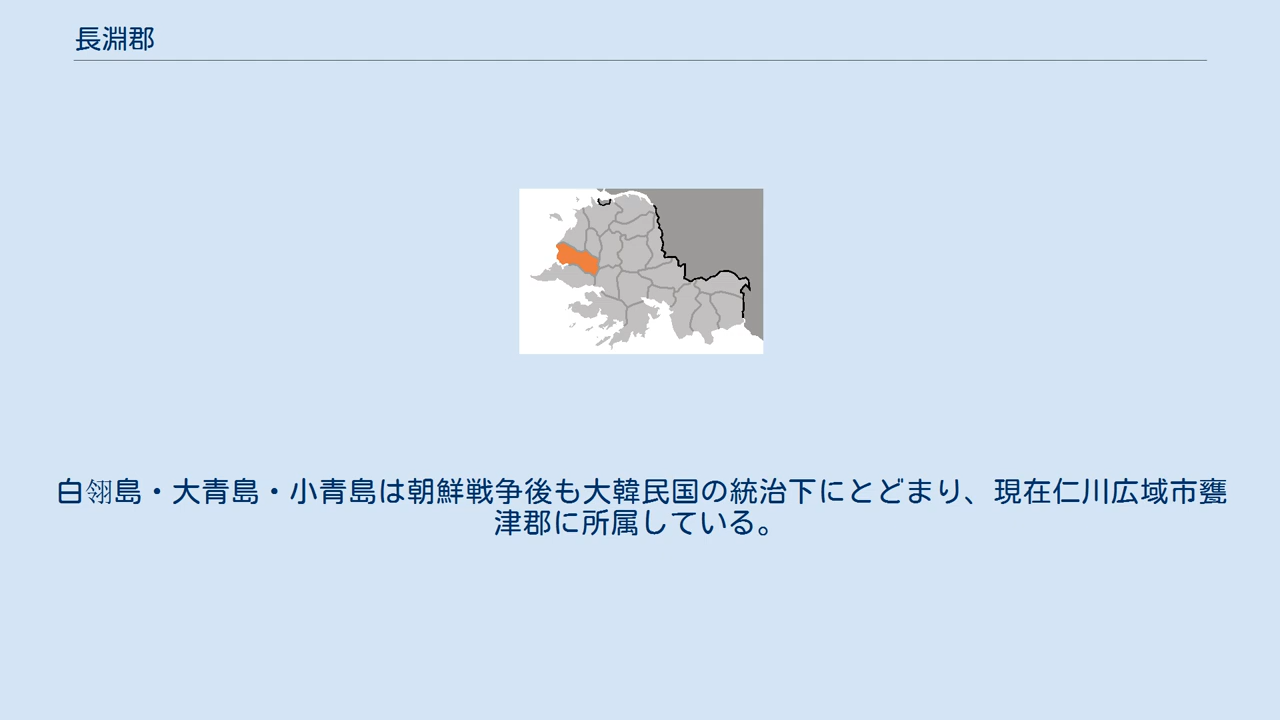 長淵郡
白翎島・大青島・小青島は朝鮮戦争後も大韓民国の統治下にとどまり、現在仁川広域市甕
津郡に所属している。